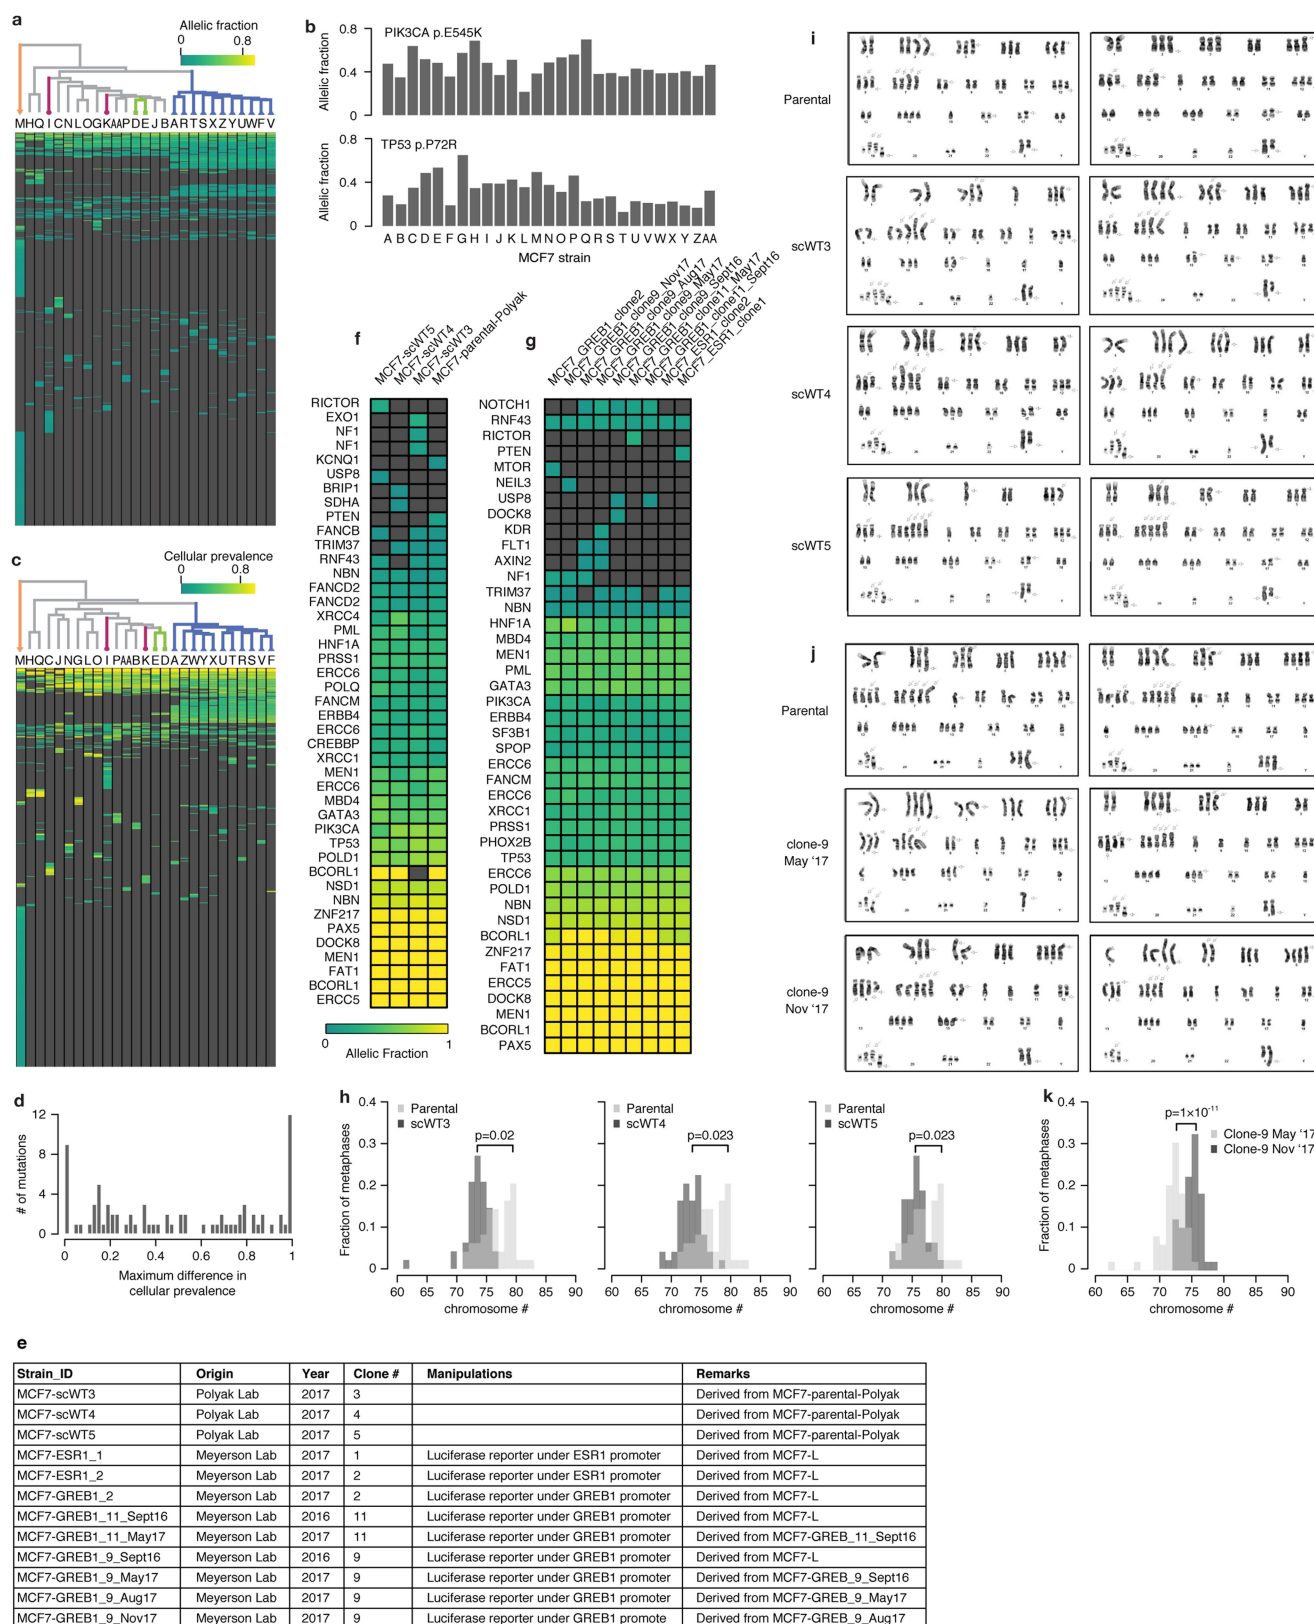 a
Allelic fraction
0 0.8
MHQICNLOGKAAPDEJBARTSXZYUWFV
b
PIK3CA p.E545K
Allelic fraction
0.8
0.4
0
TP53 p.P72R
Allelic fraction
0.8
0.4
0
A B C D E F G H I J K L M N O P Q R S T U V W X Y Z AA
MCF7 strain
c
Cellular prevalence
0 0.8
MHQCJNGLOIPAABKEDAZWYXUTRSVF
d
# of mutations
12
8
4
0
0 0.2 0.4 0.6 0.8 1
Maximum difference in
cellular prevalence
f
MCF7-scWT5
MCF7-scWT4
MCF7-scWT3
MCF7-parental-Polyak
RICTOR
EXO1
NF1
NF1
KCNQ1
USP8
BRIP1
SDHA
PTEN
FANCB
TRIM37
RNF43
NBN
FANCD2
FANCD2
XRCC4
PML
HNF1A
PRSS1
ERCC6
POLQ
FANCM
ERBB4
ERCC6
CREBBP
XRCC1
MEN1
ERCC6
MBD4
GATA3
PIK3CA
TP53
POLD1
BCORL1
NSD1
NBN
ZNF217
PAX5
DOCK8
MEN1
FAT1
BCORL1
ERCC5
0 1
Allelic Fraction
g
MCF7_GREB1_clone2
MCF7_GREB1_clone9_Nov17
MCF7_GREB1_clone9_Aug17
MCF7_GREB1_clone9_May17
MCF7_GREB1_clone9_Sept16
MCF7_GREB1_clone11_May17
MCF7_GREB1_clone11_Sept16
MCF7_ESR1_clone2
MCF7_ESR1_clone1
NOTCH1
RNF43
RICTOR
PTEN
MTOR
NEIL3
USP8
DOCK8
KDR
FLT1
AXIN2
NF1
TRIM37
NBN
HNF1A
MBD4
MEN1
PML
GATA3
PIK3CA
ERBB4
SF3B1
SPOP
ERCC6
FANCM
ERCC6
XRCC1
PRSS1
PHOX2B
TP53
ERCC6
POLD1
NBN
NSD1
BCORL1
ZNF217
FAT1
ERCC5
DOCK8
MEN1
BCORL1
PAX5
h
Fraction of metaphases
0.4
0.3
0.2
0.1
0
Parental
scWT3
p=0.02
60 65 70 75 80 85 90
chromosome #
Parental
scWT4
p=0.023
60 65 70 75 80 85 90
chromosome #
Parental
scWT5
p=0.023
60 65 70 75 80 85 90
chromosome #
i
Parental
scWT3
scWT4
scWT5
j
Parental
clone-9
May '17
clone-9
Nov '17
k
Fraction of metaphases
0.4
0.3
0.2
0.1
0
p=1×10-11
Clone-9 May '17
Clone-9 Nov '17
60 65 70 75 80 85 90
chromosome #
e
Strain_ID Origin Year Clone # Manipulations Remarks
MCF7-scWT3 Polyak Lab 2017 3 Derived from MCF7-parental-Polyak
MCF7-scWT4 Polyak Lab 2017 4 Derived from MCF7-parental-Polyak
MCF7-scWT5 Polyak Lab 2017 5 Derived from MCF7-parental-Polyak
MCF7-ESR1_1 Meyerson Lab 2017 1 Luciferase reporter under ESR1 promoter Derived from MCF7-L
MCF7-ESR1_2 Meyerson Lab 2017 2 Luciferase reporter under ESR1 promoter Derived from MCF7-L
MCF7-GREB1_2 Meyerson Lab 2017 2 Luciferase reporter under GREB1 promoter Derived from MCF7-L
MCF7-GREB1_11_Sept16 Meyerson Lab 2016 11 Luciferase reporter under GREB1 promoter Derived from MCF7-L
MCF7-GREB1_11_May17 Meyerson Lab 2017 11 Luciferase reporter under GREB1 promoter Derived from MCF7-GREB_11_Sept16
MCF7-GREB1_9_Sept16 Meyerson Lab 2016 9 Luciferase reporter under GREB1 promoter Derived from MCF7-L
MCF7-GREB1_9_May17 Meyerson Lab 2017 9 Luciferase reporter under GREB1 promoter Derived from MCF7-GREB_9_Sept16
MCF7-GREB1_9_Aug17 Meyerson Lab 2017 9 Luciferase reporter under GREB1 promoter Derived from MCF7-GREB_9_May17
MCF7-GREB1_9_Nov17 Meyerson Lab 2017 9 Luciferase reporter under GREB1 promote Derived from MCF7-GREB_9_Aug17